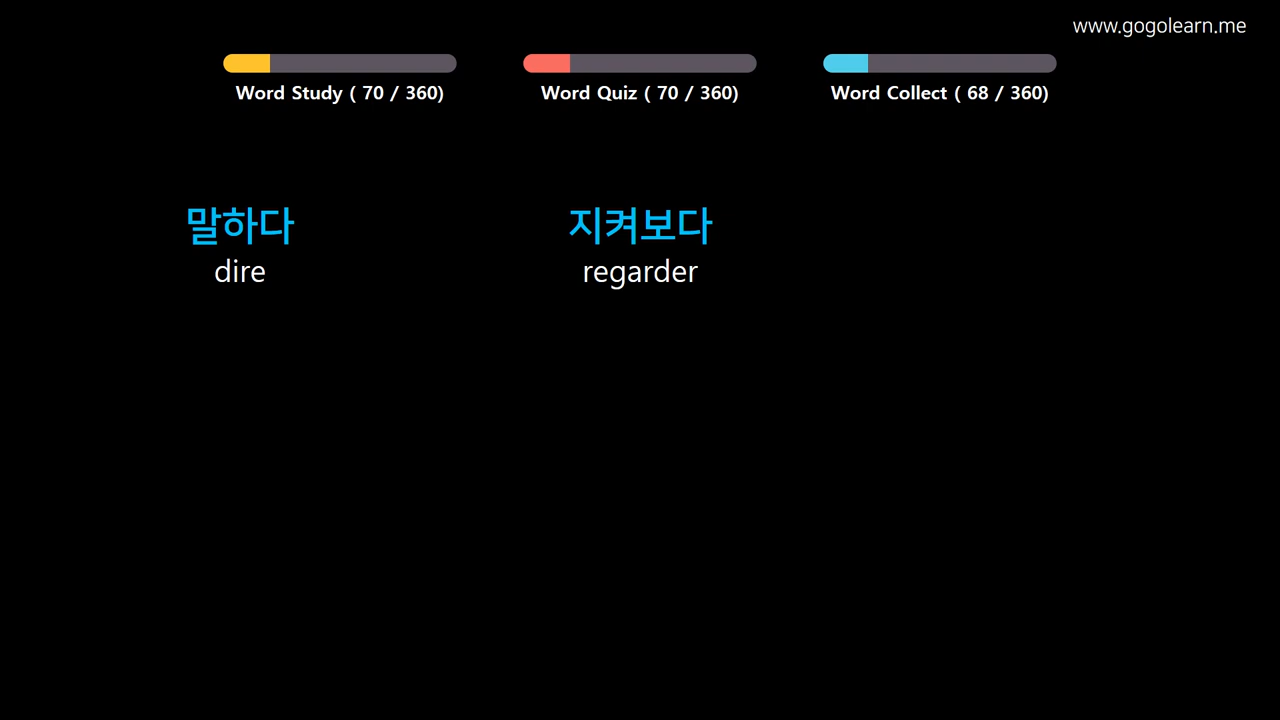 www.gogolearn.me
Word Study ( 70 / 360)
Word Quiz ( 70 / 360)
Word Collect ( 68 / 360)
말하다
dire
지켜보다
regarder